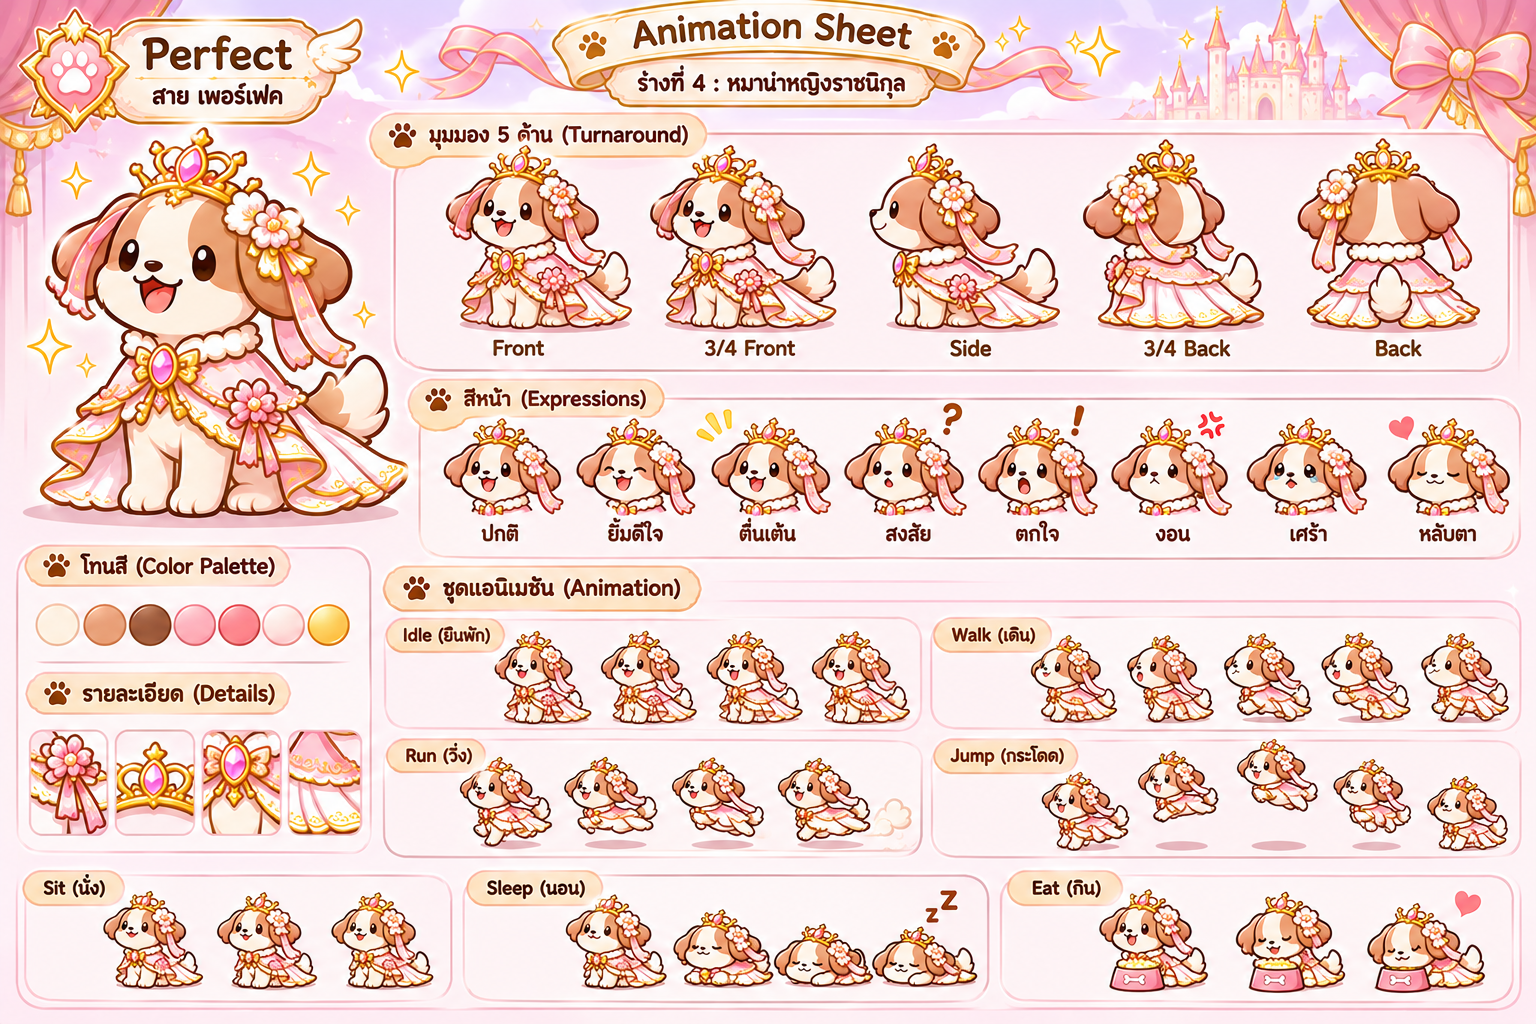 Perfect
สาย เพอร์เฟค
Animation Sheet
ร่างที่ 4 : หมาน่าหญิงราชนิกุล
มุมมอง 5 ด้าน (Turnaround)
Front
3/4 Front
Side
3/4 Back
Back
สีหน้า (Expressions)
?
!
ปกติ
ยิ้มดีใจ
ตื่นเต้น
สงสัย
ตกใจ
งอน
เศร้า
หลับตา
โทนสี (Color Palette)
รายละเอียด (Details)
ชุดแอนิเมชัน (Animation)
Idle (ยืนพัก)
Walk (เดิน)
Run (วิ่ง)
Jump (กระโดด)
Sit (นั่ง)
Sleep (นอน)
z Z
Eat (กิน)